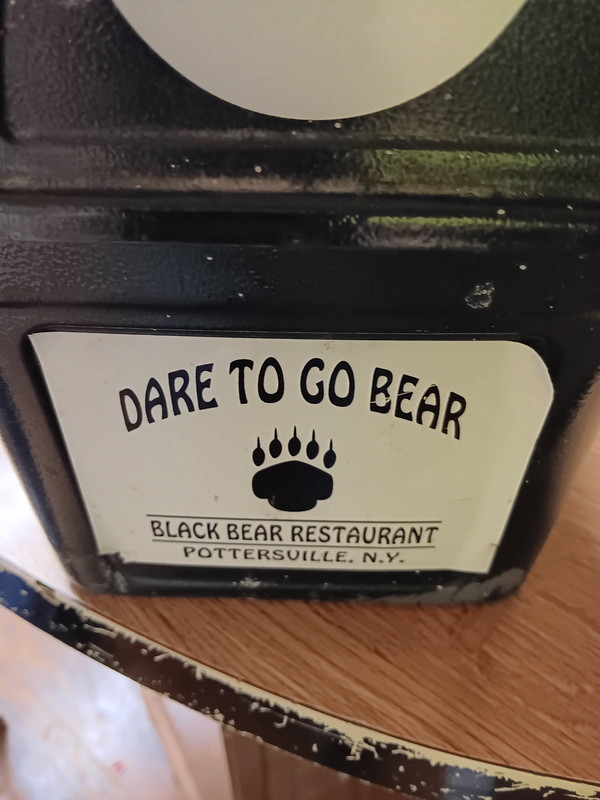 DARE TO GO BEAR
BLACK BEAR RESTAURANT
POTTERSVILLE, N.Y.